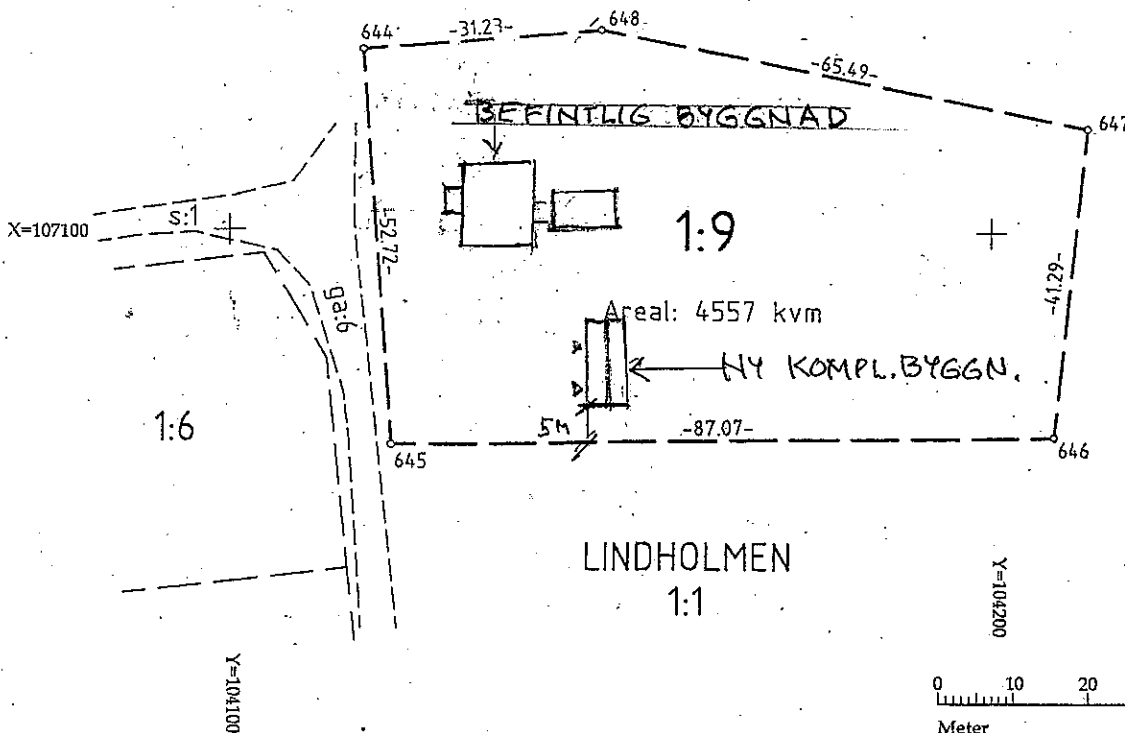 644
-31.23-
648
-65.49-
647
BEFINTLIG BYGGNAD
s:1
X=107100
-52.72-
1:9
-41.29-
ga:6
Areal: 4557 kvm
NY KOMPL.BYGGN.
1:6
5M
-87.07-
645
646
LINDHOLMEN
1:1
Y=104200
Y=104100
0 10 20
Meter